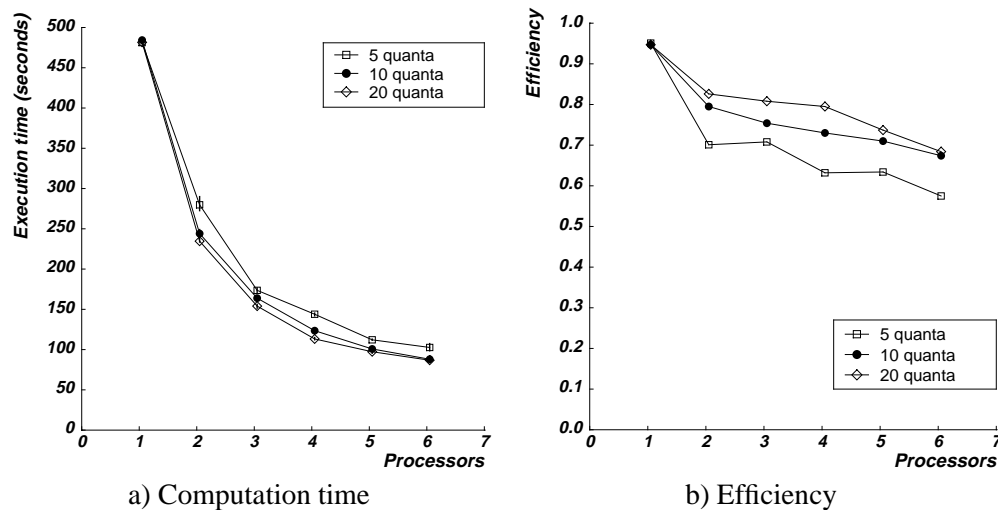 Execution time (seconds)
500
450
400
350
300
250
200
150
100
50
0
0 1 2 3 4 5 6 7
Processors
5 quanta
10 quanta
20 quanta
a) Computation time
Efficiency
1.0
0.9
0.8
0.7
0.6
0.5
0.4
0.3
0.2
0.1
0.0
0 1 2 3 4 5 6 7
Processors
5 quanta
10 quanta
20 quanta
b) Efficiency